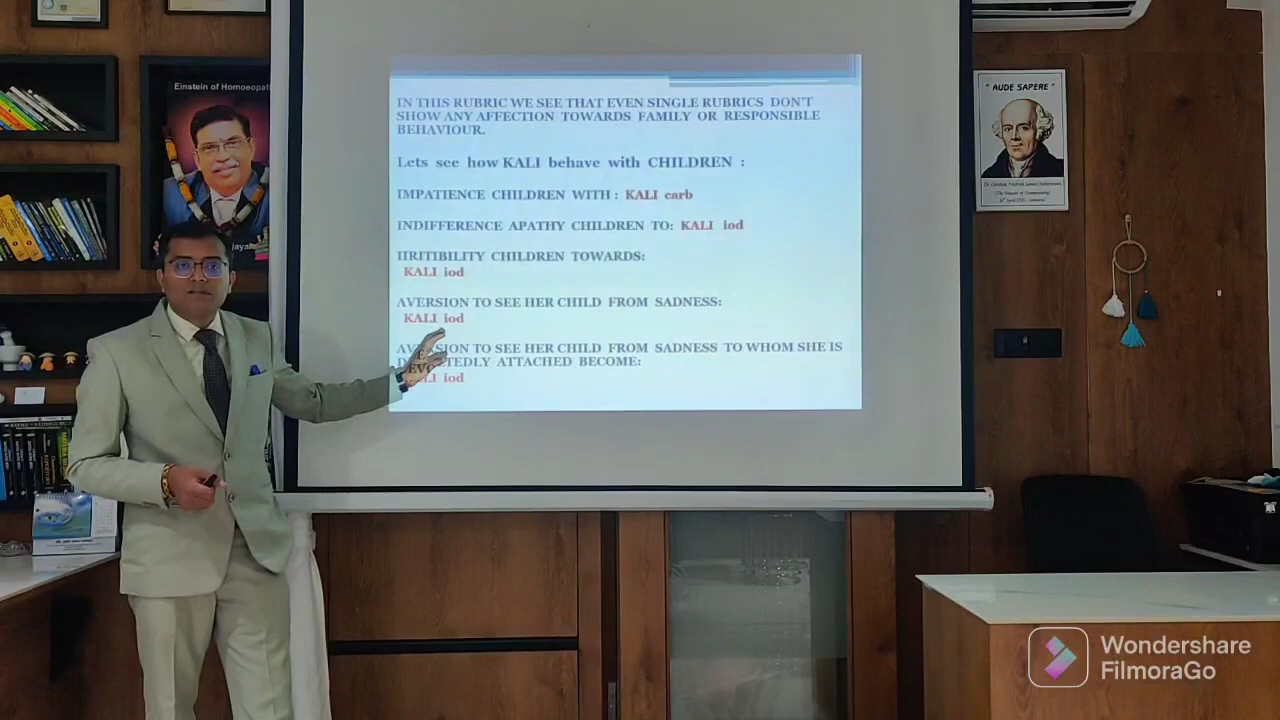 Einstein of Homoeopat
IN THIS RUBRIC WE SEE THAT EVEN SINGLE RUBRICS DON'T
SHOW ANY AFFECTION TOWARDS FAMILY OR RESPONSIBLE
BEHAVIOUR.
Lets see how KALI behave with CHILDREN :
IMPATIENCE CHILDREN WITH : KALI carb
INDIFFERENCE APATHY CHILDREN TO: KALI iod
IIRITIBILITY CHILDREN TOWARDS:
KALI iod
AVERSION TO SEE HER CHILD FROM SADNESS:
KALI iod
AVERSION TO SEE HER CHILD FROM SADNESS TO WHOM SHE IS
ATTACHED BECOME:
KALI iod
" AUDE SAPERE "
Wondershare
FilmoraGo